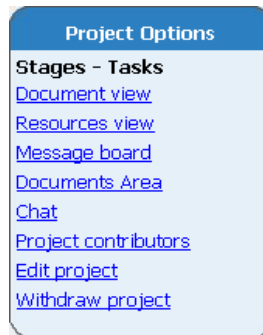 Project Options
Stages - Tasks
Document view
Resources view
Message board
Documents Area
Chat
Project contributors
Edit project
Withdraw project